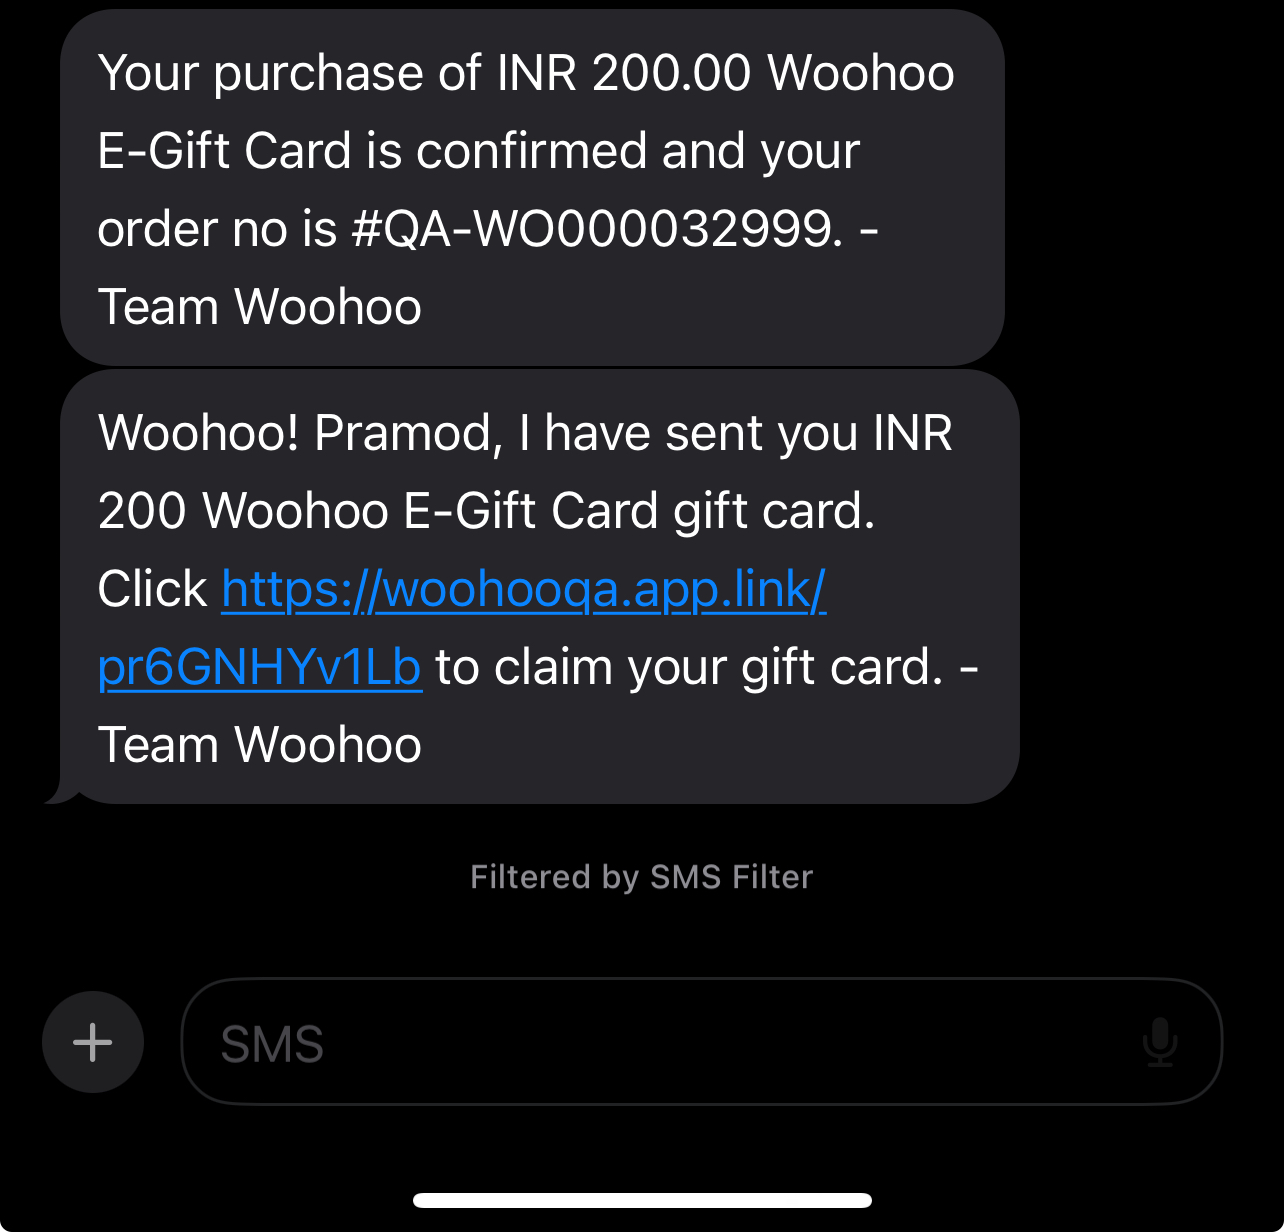 Your purchase of INR 200.00 Woohoo
E-Gift Card is confirmed and your
order no is #QA-WO000032999. -
Team Woohoo
Woohoo! Pramod, I have sent you INR
200 Woohoo E-Gift Card gift card.
Click https://woohooqa.app.link/
pr6GNHYv1Lb to claim your gift card. -
Team Woohoo
Filtered by SMS Filter
SMS